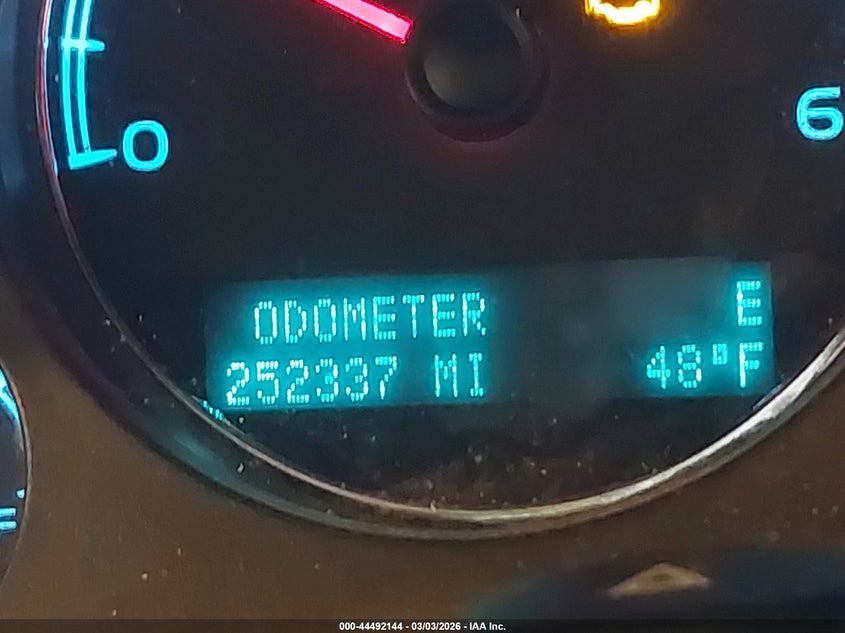 0
6
ODOMETER E
252337 MI 48°F
000-44492144 - 03/03/2026 - IAA Inc.